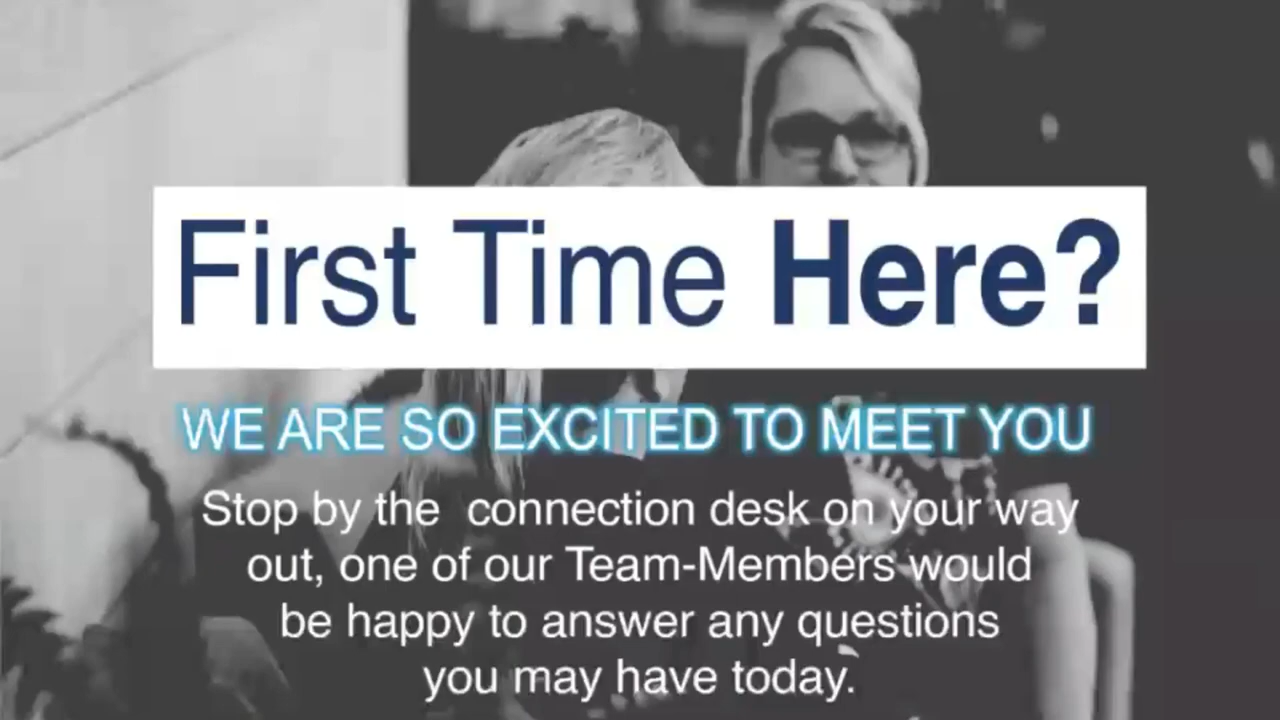 First Time Here?
WE ARE SO EXCITED TO MEET YOU
Stop by the  connection desk on your way
out, one of our Team-Members would
be happy to answer any questions
you may have today.